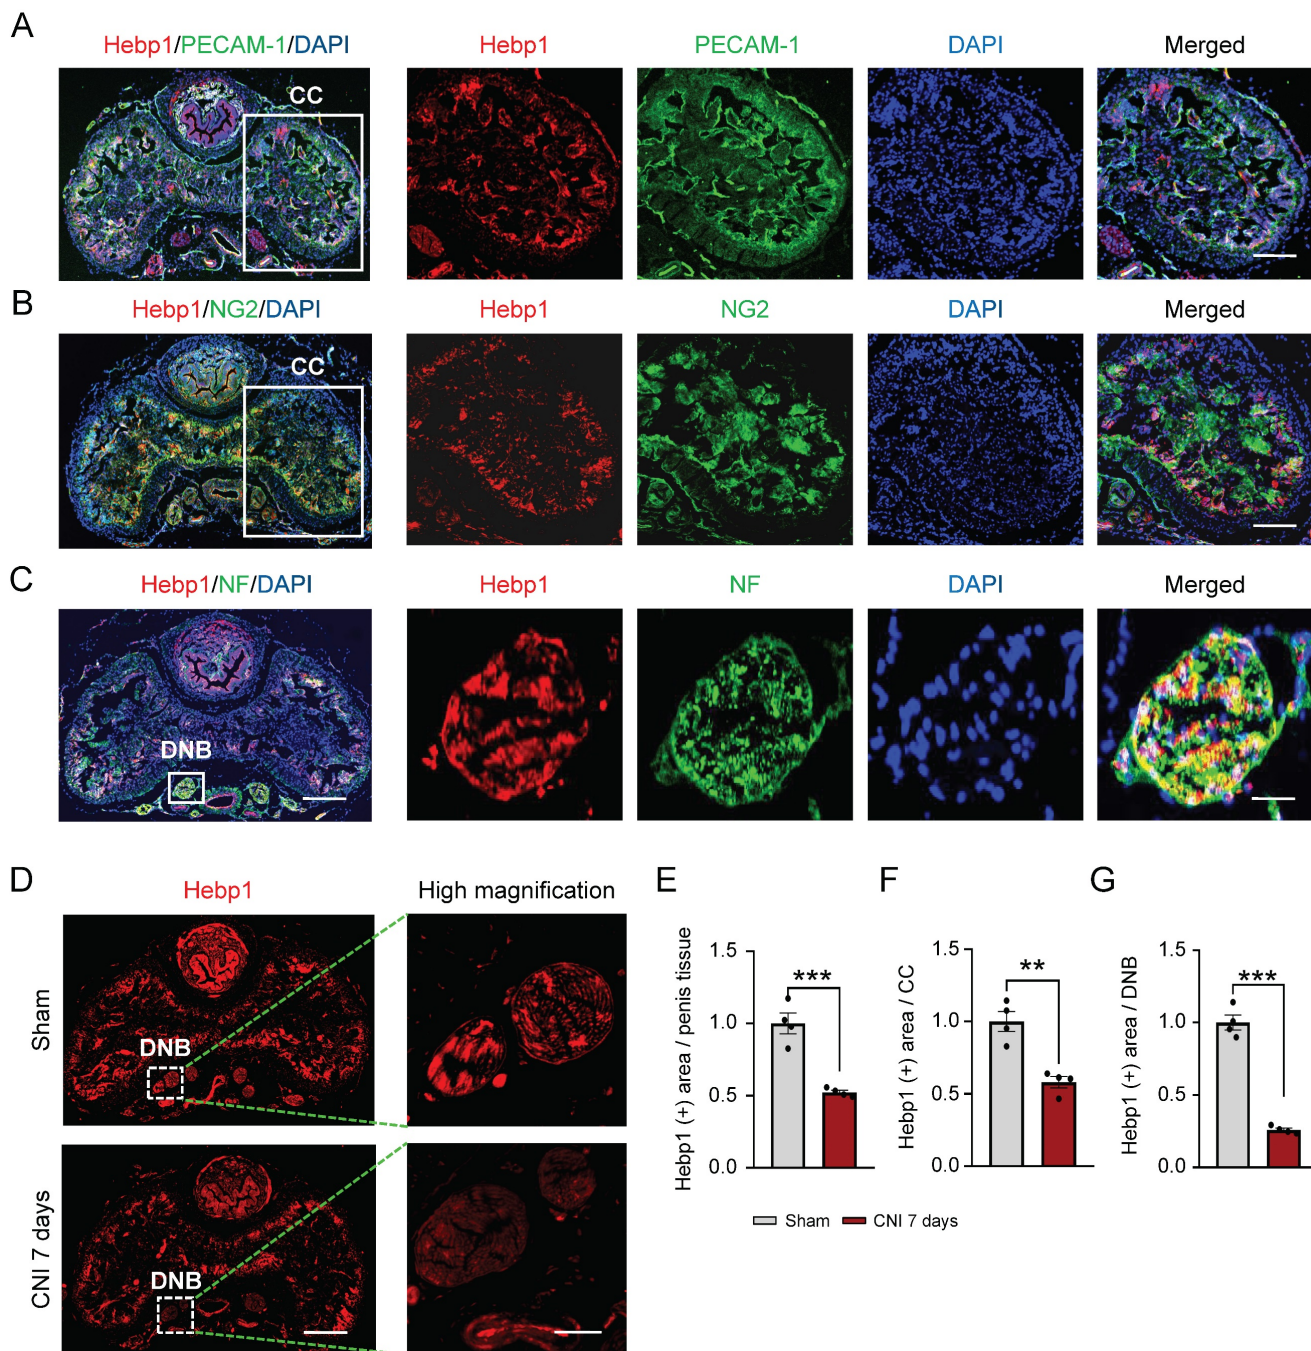 A
Hebp1/PECAM-1/DAPI
Hebp1
PECAM-1
DAPI
Merged
CC
B
Hebp1/NG2/DAPI
Hebp1
NG2
DAPI
Merged
CC
C
Hebp1/NF/DAPI
Hebp1
NF
DAPI
Merged
DNB
D
Hebp1
High magnification
Sham
DNB
CNI 7 days
DNB
E
Hebp1 (+) area / penis tissue
1.5
1.0
0.5
0.0
***
F
Hebp1 (+) area / CC
1.5
1.0
0.5
0.0
**
G
Hebp1 (+) area / DNB
1.5
1.0
0.5
0.0
***
Sham
CNI 7 days